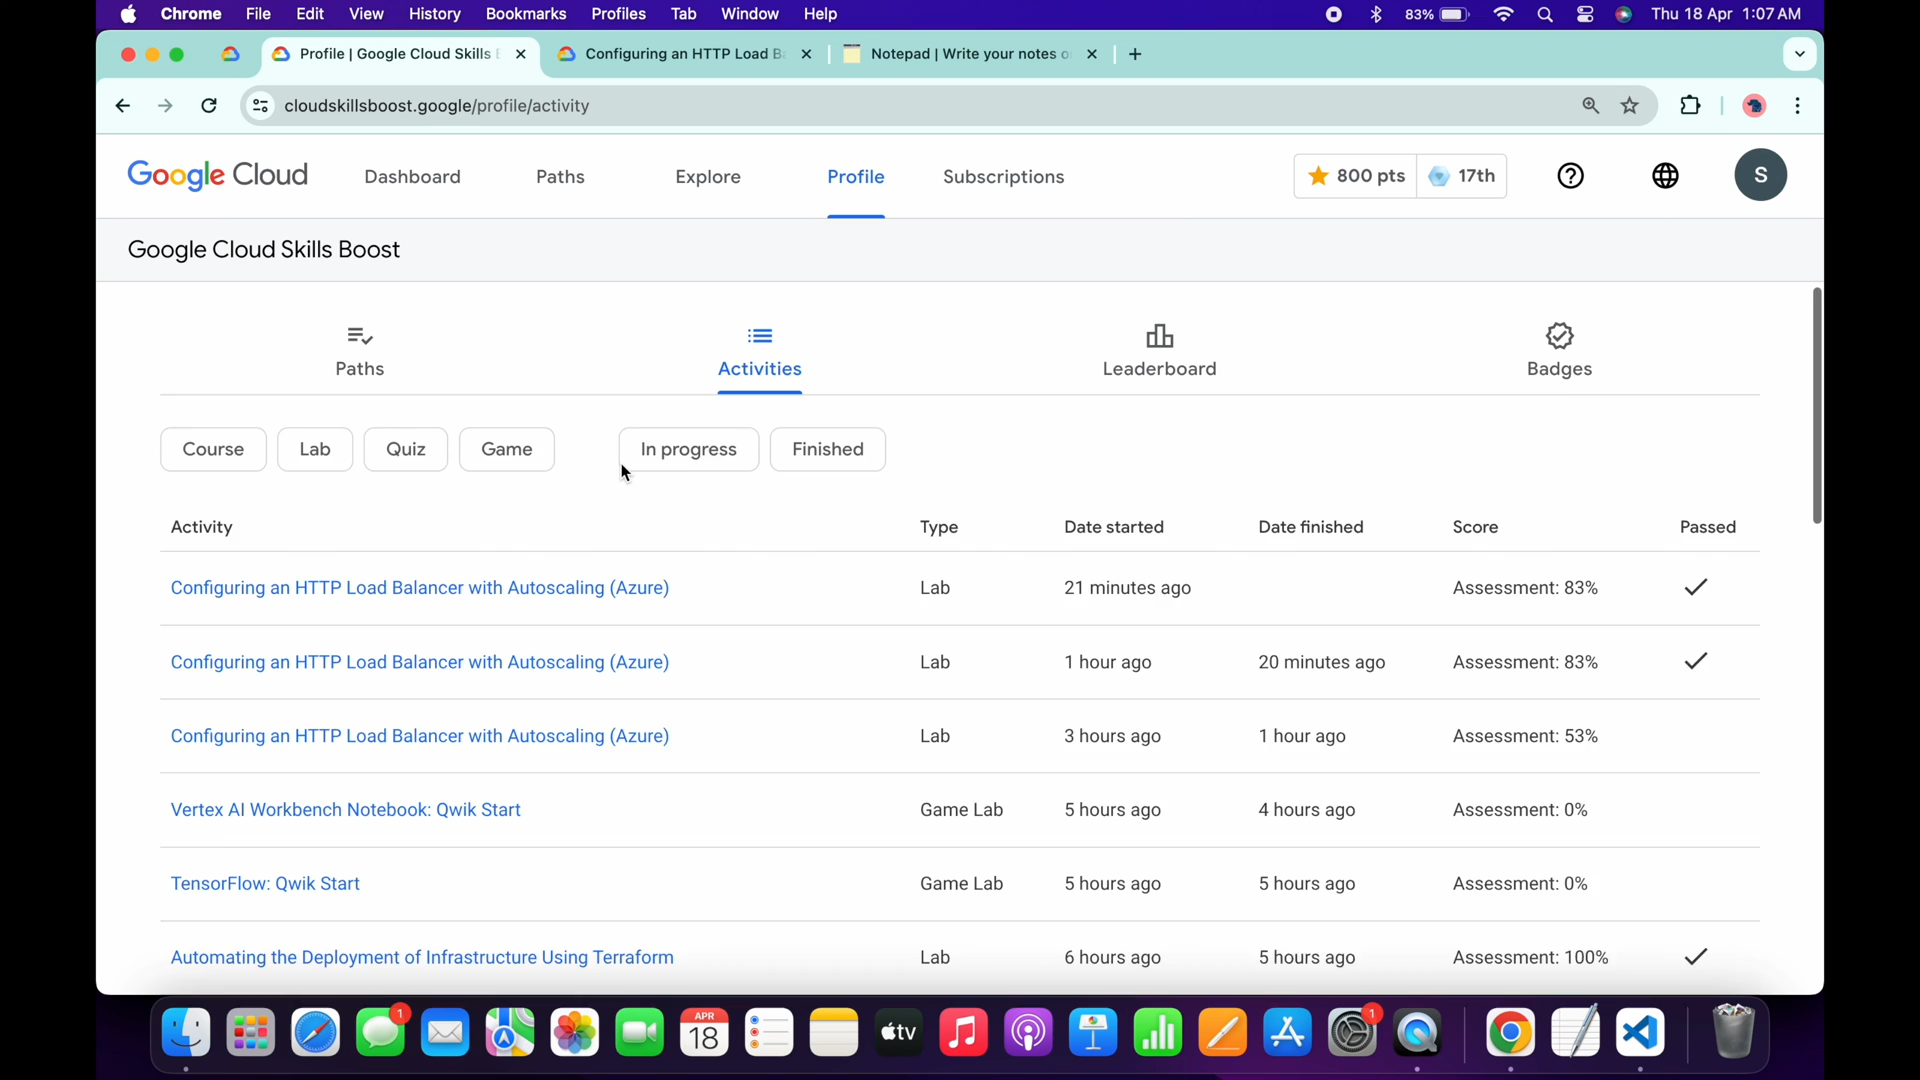 Chrome File Edit View History Bookmarks Profiles Tab Window Help 83% Thu 18 Apr 1:07 AM
Profile | Google Cloud Skills Configuring an HTTP Load Notepad | Write your notes
cloudskillsboost.google/profile/activity
Google Cloud Dashboard Paths Explore Profile Subscriptions 800 pts 17th S
Google Cloud Skills Boost
Paths Activities Leaderboard Badges
Course Lab Quiz Game In progress Finished
Activity Type Date started Date finished Score Passed
Configuring an HTTP Load Balancer with Autoscaling (Azure) Lab 21 minutes ago Assessment: 83%
Configuring an HTTP Load Balancer with Autoscaling (Azure) Lab 1 hour ago 20 minutes ago Assessment: 83%
Configuring an HTTP Load Balancer with Autoscaling (Azure) Lab 3 hours ago 1 hour ago Assessment: 53%
Vertex AI Workbench Notebook: Qwik Start Game Lab 5 hours ago 4 hours ago Assessment: 0%
TensorFlow: Qwik Start Game Lab 5 hours ago 5 hours ago Assessment: 0%
Automating the Deployment of Infrastructure Using Terraform Lab 6 hours ago 5 hours ago Assessment: 100%
1 APR 18 tv 1